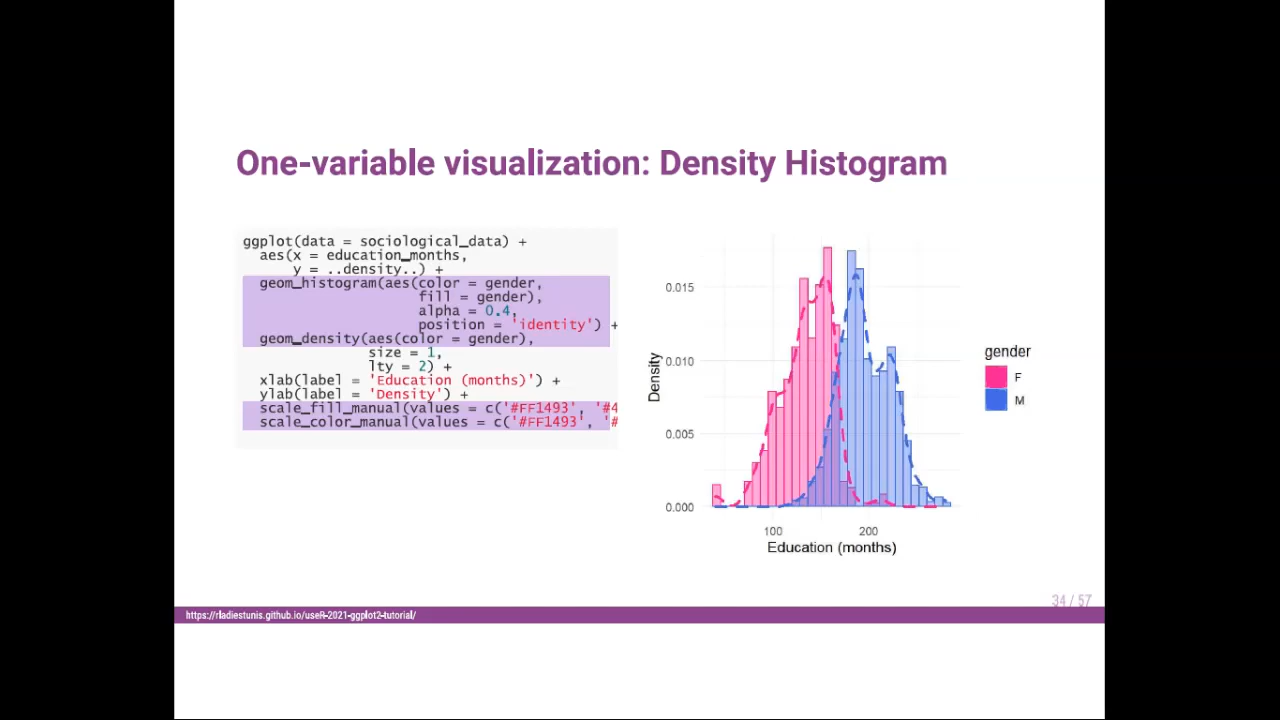 One-variable visualization: Density Histogram
ggplot(data = sociological_data) +
aes(x = education_months,
y = ..density..) +
geom_histogram(aes(color = gender,
fill = gender),
alpha = 0.4,
position = 'identity') +
geom_density(aes(color = gender),
size = 1,
lty = 2) +
xlab(label = 'Education (months)') +
ylab(label = 'Density') +
scale_fill_manual(values = c('#FF1493', '#4
scale_color_manual(values = c('#FF1493', '#
Density
0.015
0.010
0.005
0.000
100 200
Education (months)
gender
F
M
34 / 57
https://rladiestunis.github.io/useR-2021-ggplot2-tutorial/